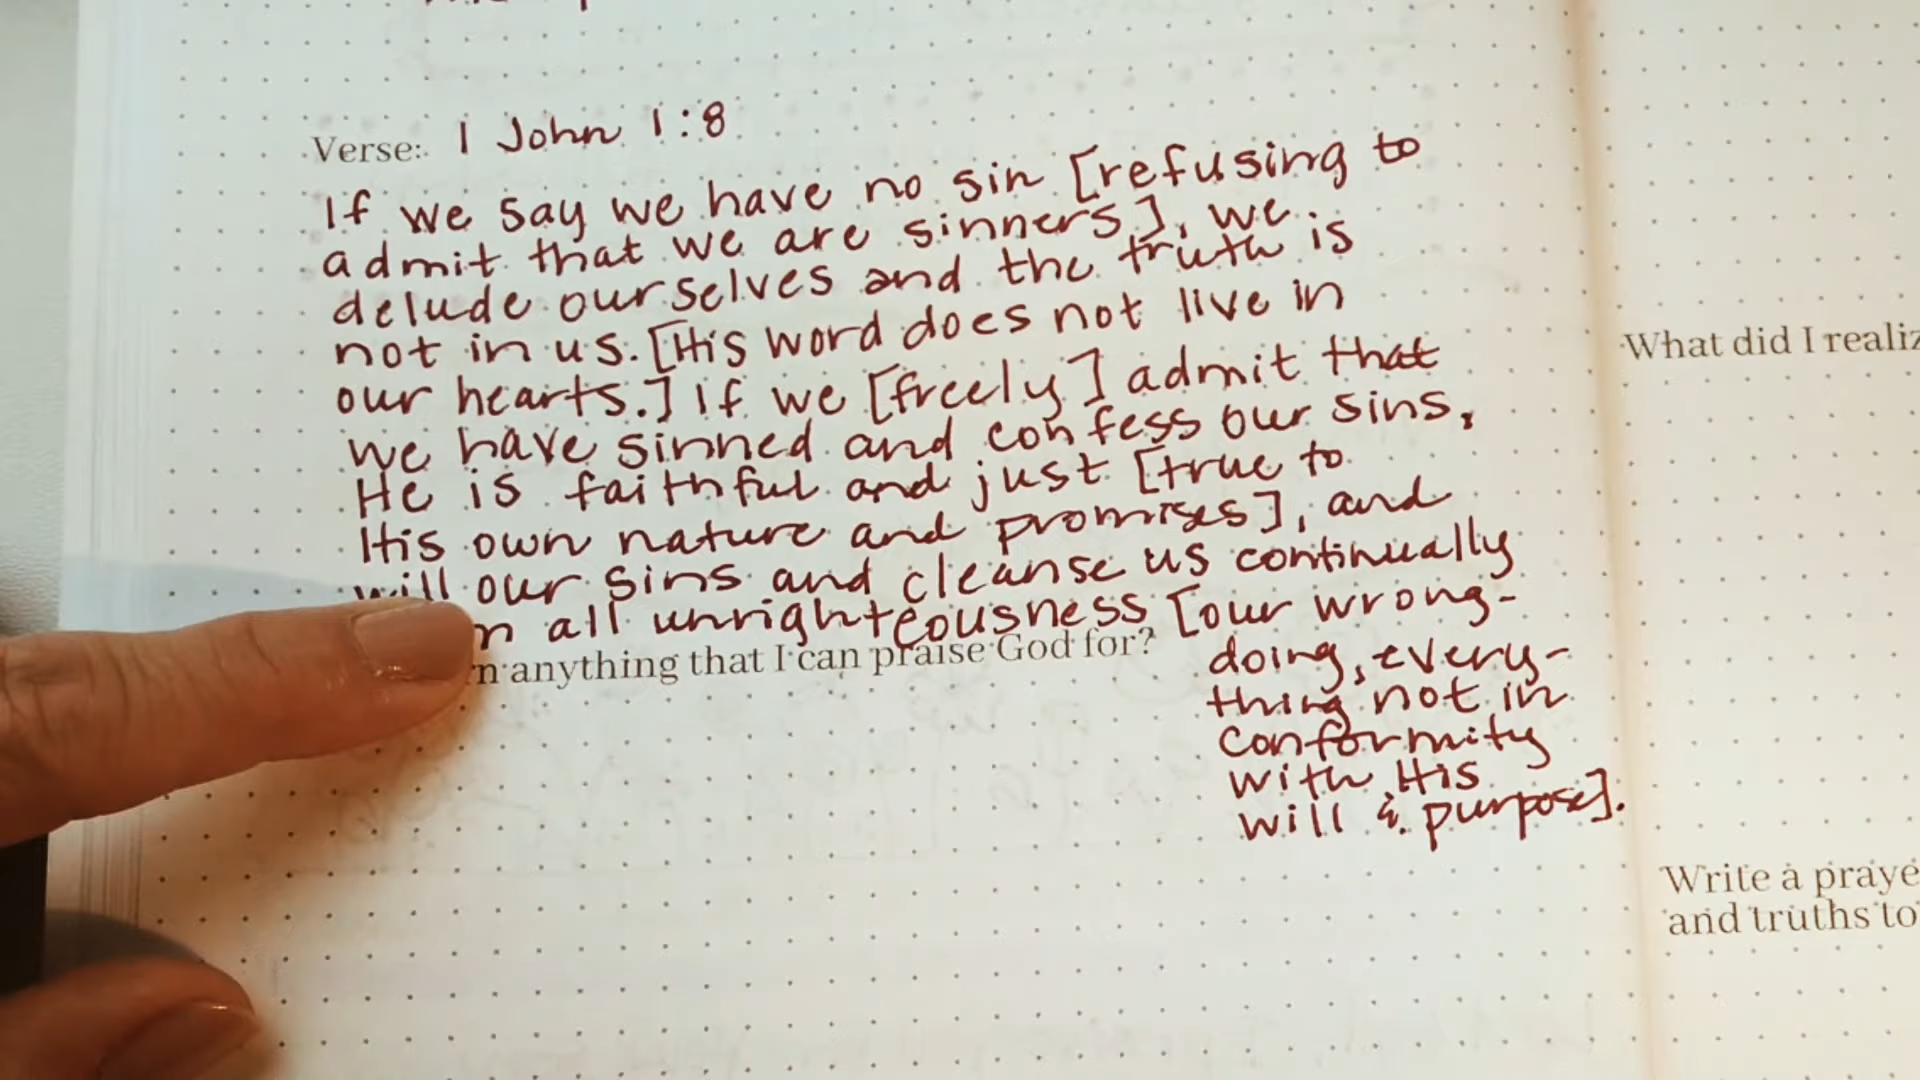 Verse: 1 John 1:8
If we say we have no sin [refusing to
admit that we are sinners], we
delude ourselves and the truth is
not in us. [His word does not live in
our hearts.] If we [freely] admit that
we have sinned and confess our sins,
He is faithful and just [true to
His own nature and promises], and
will our sins and cleanse us continually
all unrighteousness [our wrong-
anything that I can praise God for?
doing, every-
thing not in
conformity
with His
will & purpose].
What did I realiz
Write a praye
and truths to